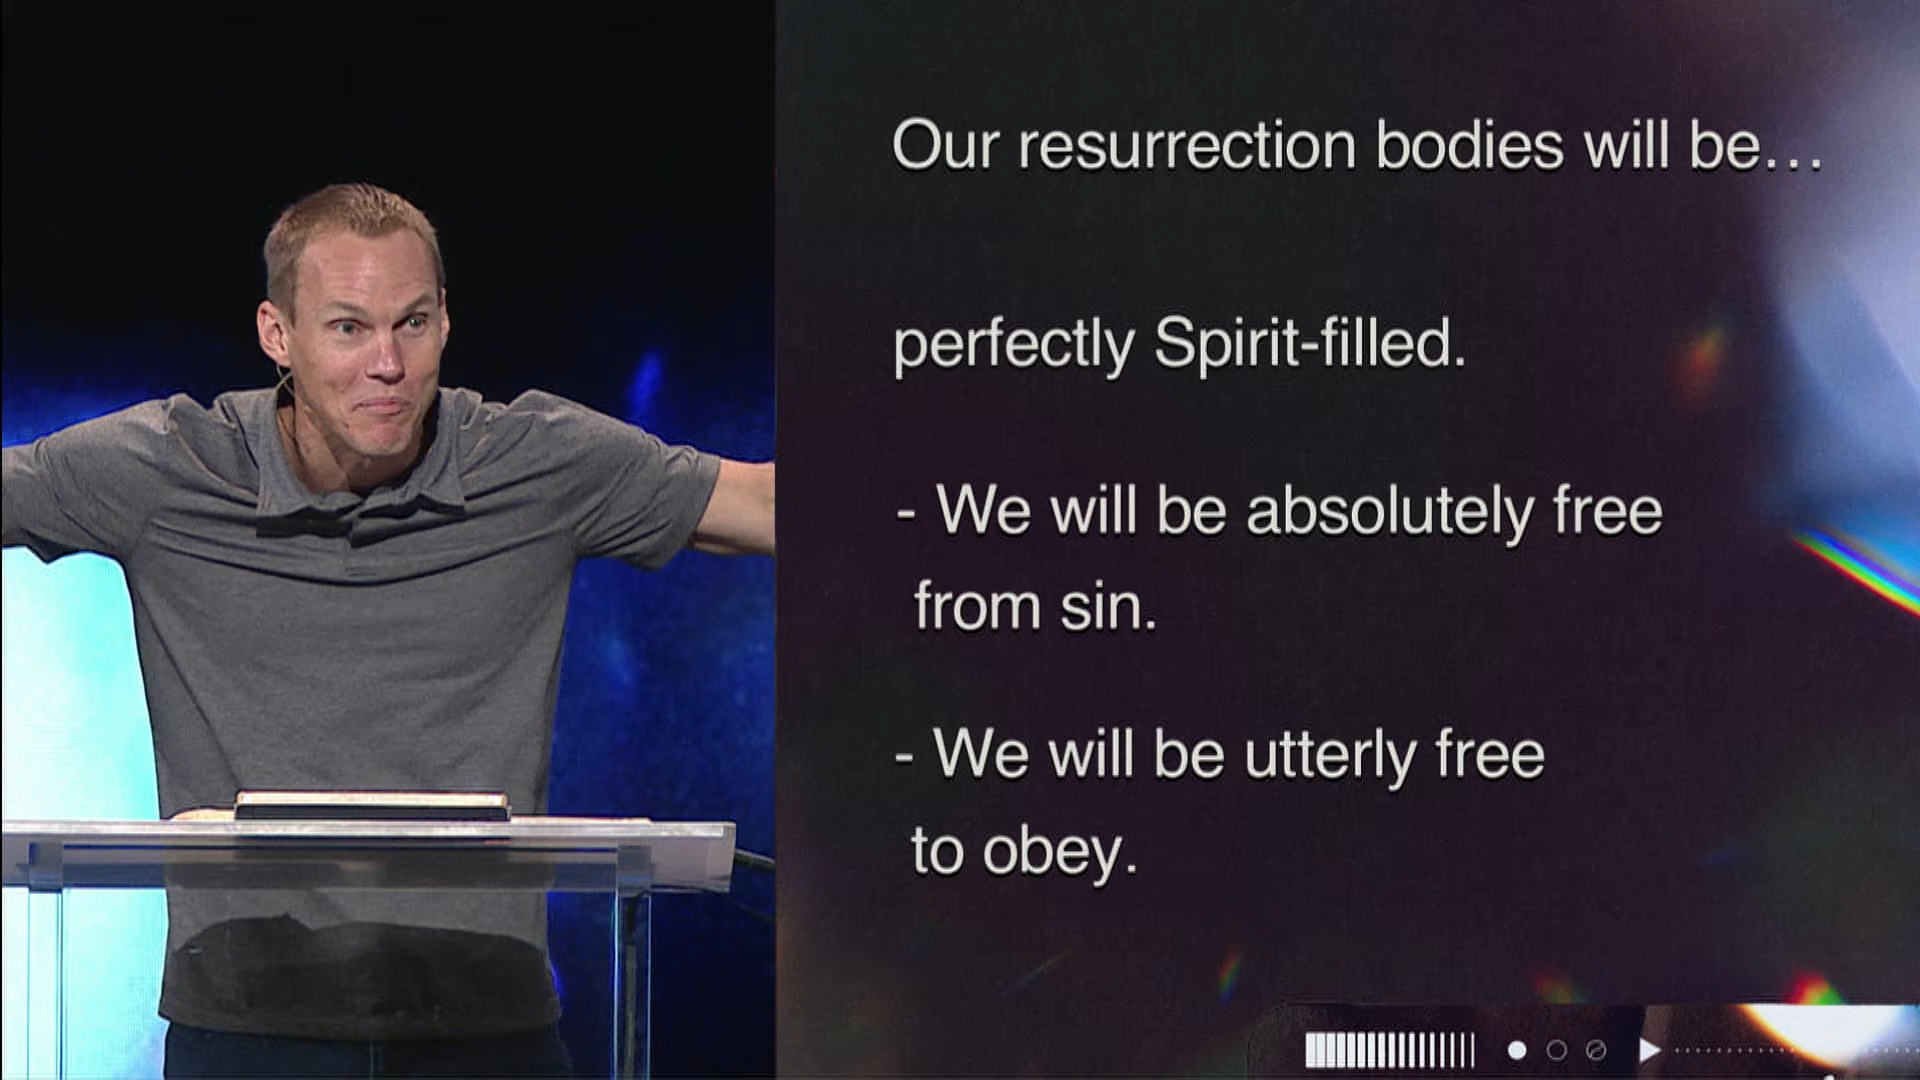 Our resurrection bodies will be...
perfectly Spirit-filled.
- We will be absolutely free
from sin.
- We will be utterly free
to obey.